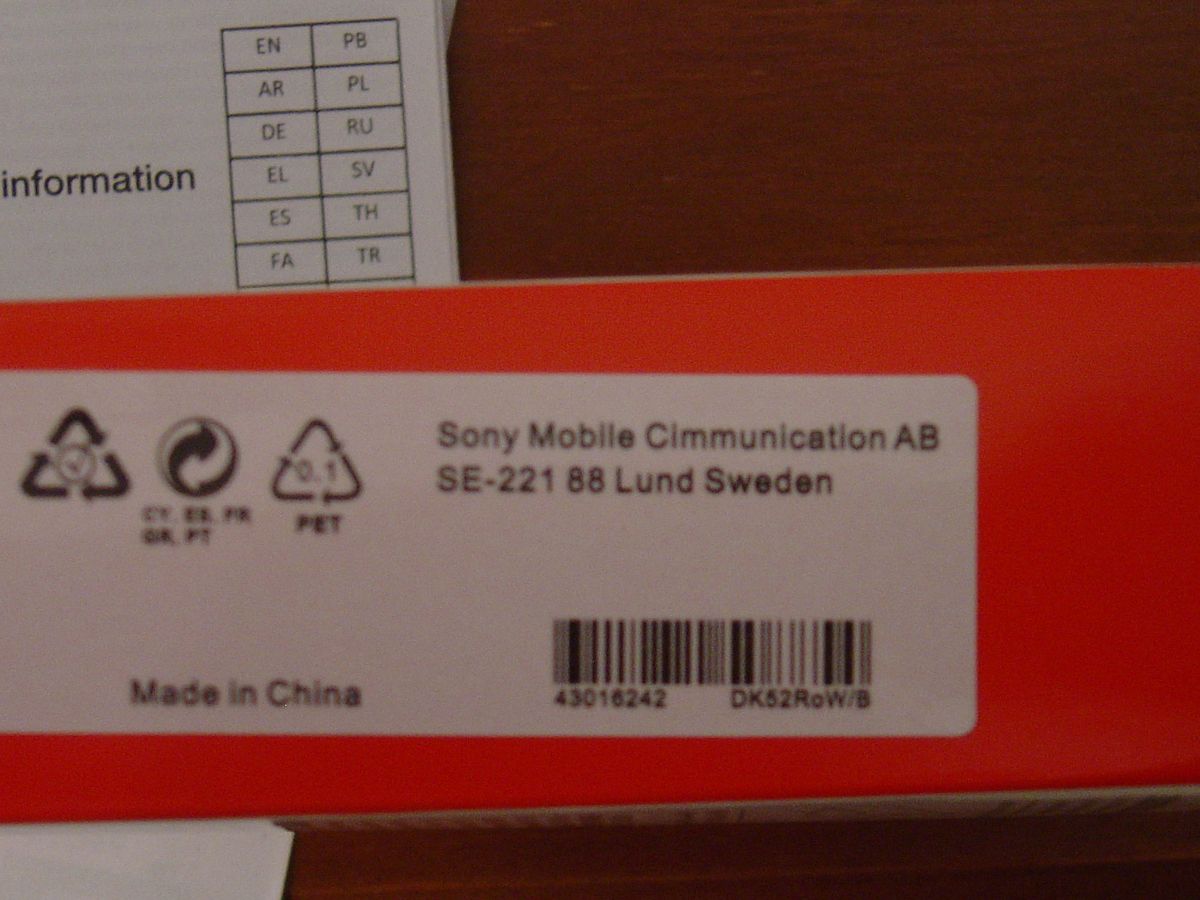 EN PB
AR PL
DE RU
EL SV
ES TH
FA TR
information
Sony Mobile Cimmunication AB
SE-221 88 Lund Sweden
0.1
CY, ES, FR
GR, PT
PET
Made in China
43016242 DK52RoW/B